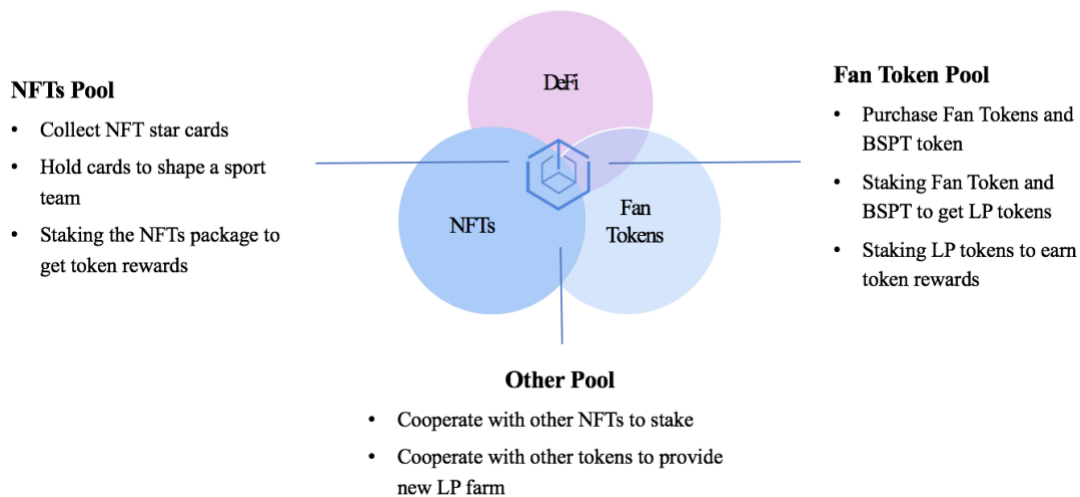 DeFi
NFTs
Fan
Tokens
NFTs Pool
• Collect NFT star cards
• Hold cards to shape a sport
team
• Staking the NFTs package to
get token rewards
Fan Token Pool
• Purchase Fan Tokens and
BSPT token
• Staking Fan Token and
BSPT to get LP tokens
• Staking LP tokens to earn
token rewards
Other Pool
• Cooperate with other NFTs to stake
• Cooperate with other tokens to provide
new LP farm